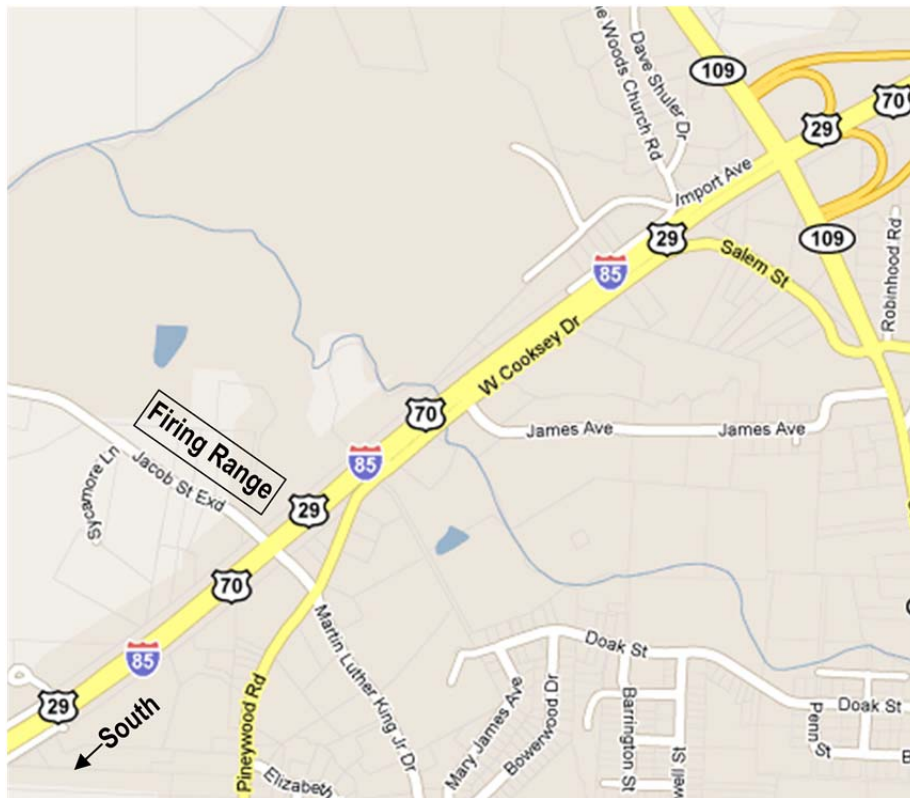 Dave Shuler Dr
Woods Church Rd
109
70
29
Import Ave
29
109
Salem St
Robinhood Rd
85
W Cooksey Dr
70
James Ave
James Ave
Firing Range
Jacob St Exd
Sycamore Ln
85
29
70
Martin Luther King Jr Dr
85
29
South
Pineywood Rd
Doak St
Mary James Ave
Bowerwood Dr
Barrington St
Doak St
Penn St
Elizabeth